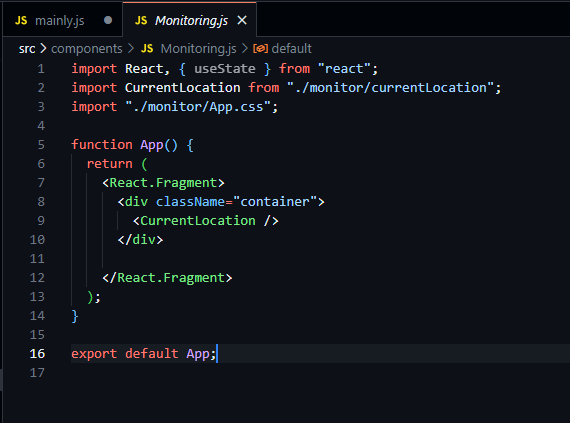 JS mainly.js ● JS Monitoring.js ×
src > components > JS Monitoring.js > default
1 import React, { useState } from "react";
2 import CurrentLocation from "./monitor/currentLocation";
3 import "./monitor/App.css";
4
5 function App() {
6   return (
7     <React.Fragment>
8       <div className="container">
9         <CurrentLocation />
10       </div>
11
12     </React.Fragment>
13   );
14 }
15
16 export default App;
17